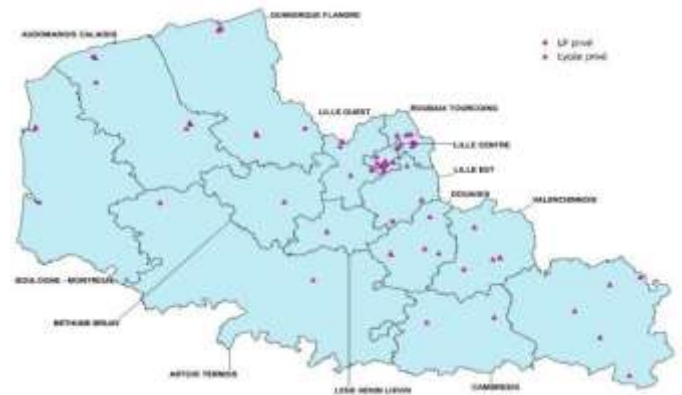 DUNKERQUE FLANDRE
AUDOMAROIS CALAISIS
LP privé
Lycée privé
LILLE OUEST
ROUBAIX TOURCOING
LILLE CENTRE
LILLE EST
DOUAISIS
VALENCIENNOIS
BOULOGNE - MONTREUIL
BETHUNE BRUAY
ARTOIS TERNOIS
LENS HENIN LIEVIN
CAMBRESIS